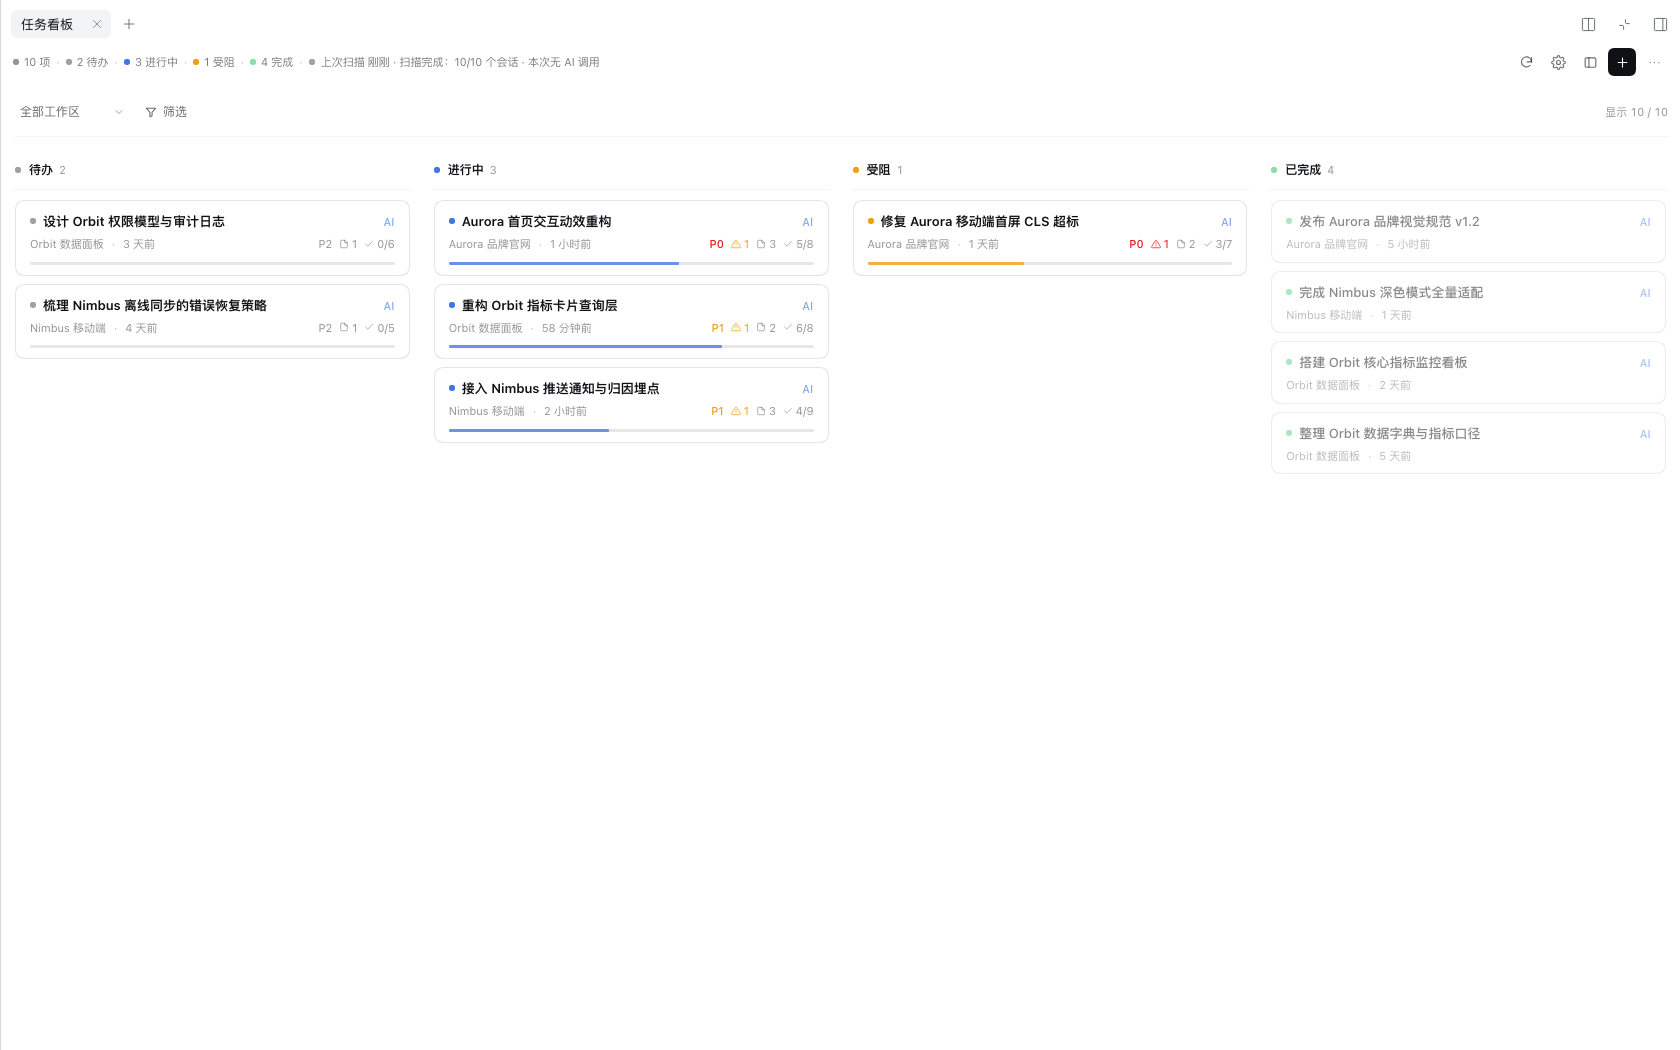 任务看板
10 项 · 2 待办 · 3 进行中 · 1 受阻 · 4 完成 · 上次扫描 刚刚 · 扫描完成：10/10 个会话 · 本次无 AI 调用
全部工作区 筛选 显示 10 / 10
待办 2
设计 Orbit 权限模型与审计日志 AI
Orbit 数据面板 · 3 天前 P2 1 0/6
梳理 Nimbus 离线同步的错误恢复策略 AI
Nimbus 移动端 · 4 天前 P2 1 0/5
进行中 3
Aurora 首页交互动效重构 AI
Aurora 品牌官网 · 1 小时前 P0 1 3 5/8
重构 Orbit 指标卡片查询层 AI
Orbit 数据面板 · 58 分钟前 P1 1 2 6/8
接入 Nimbus 推送通知与归因埋点 AI
Nimbus 移动端 · 2 小时前 P1 1 3 4/9
受阻 1
修复 Aurora 移动端首屏 CLS 超标 AI
Aurora 品牌官网 · 1 天前 P0 1 2 3/7
已完成 4
发布 Aurora 品牌视觉规范 v1.2 AI
Aurora 品牌官网 · 5 小时前
完成 Nimbus 深色模式全量适配 AI
Nimbus 移动端 · 1 天前
搭建 Orbit 核心指标监控看板 AI
Orbit 数据面板 · 2 天前
整理 Orbit 数据字典与指标口径 AI
Orbit 数据面板 · 5 天前